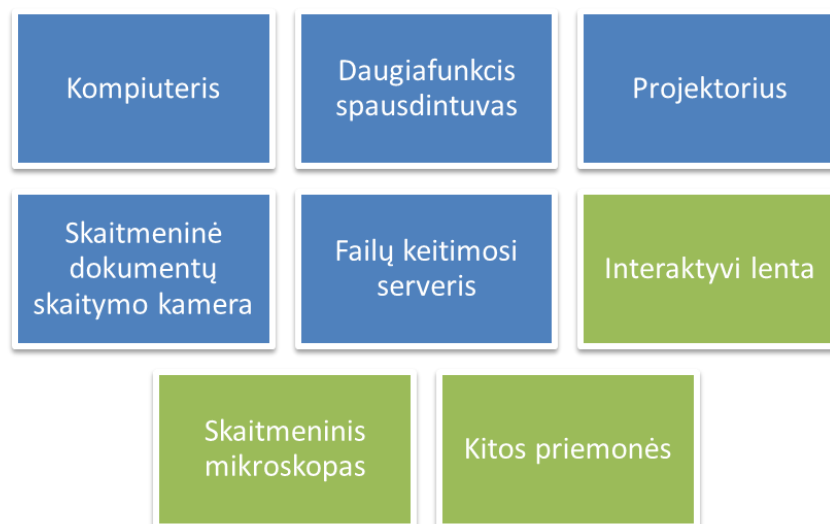 Kompiuteris
Daugiafunkcis
spausdintuvas
Projektorius
Skaitmeninė
dokumentų
skaitymo kamera
Failų keitimosi
serveris
Interaktyvi lenta
Skaitmeninis
mikroskopas
Kitos priemonės